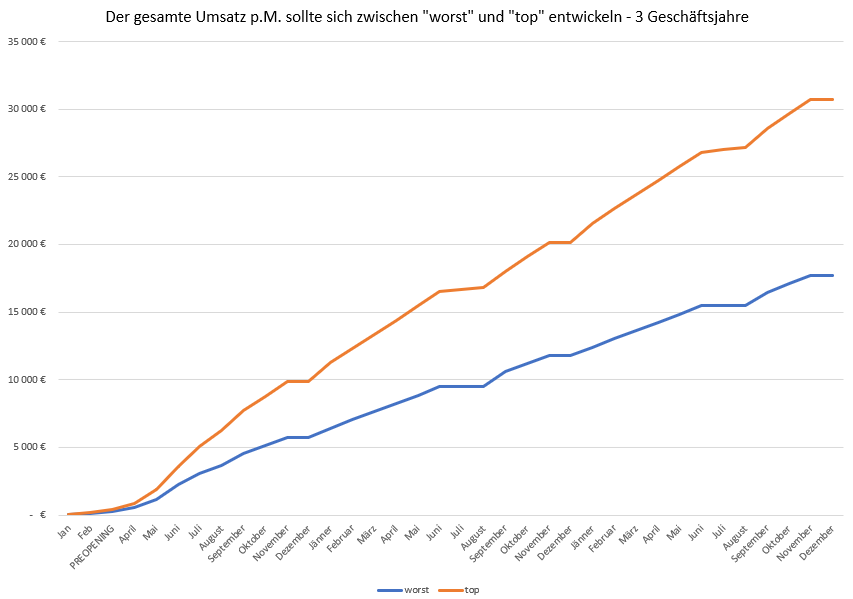 Der gesamte Umsatz p.M. sollte sich zwischen "worst" und "top" entwickeln - 3 Geschäftsjahre
35 000 €
30 000 €
25 000 €
20 000 €
15 000 €
10 000 €
5 000 €
- €
Jan
Feb
PREOPENING
April
Mai
Juni
Juli
August
September
Oktober
November
Dezember
Jänner
Februar
März
April
Mai
Juni
Juli
August
September
Oktober
November
Dezember
Jänner
Februar
März
April
Mai
Juni
Juli
August
September
Oktober
November
Dezember
worst
top